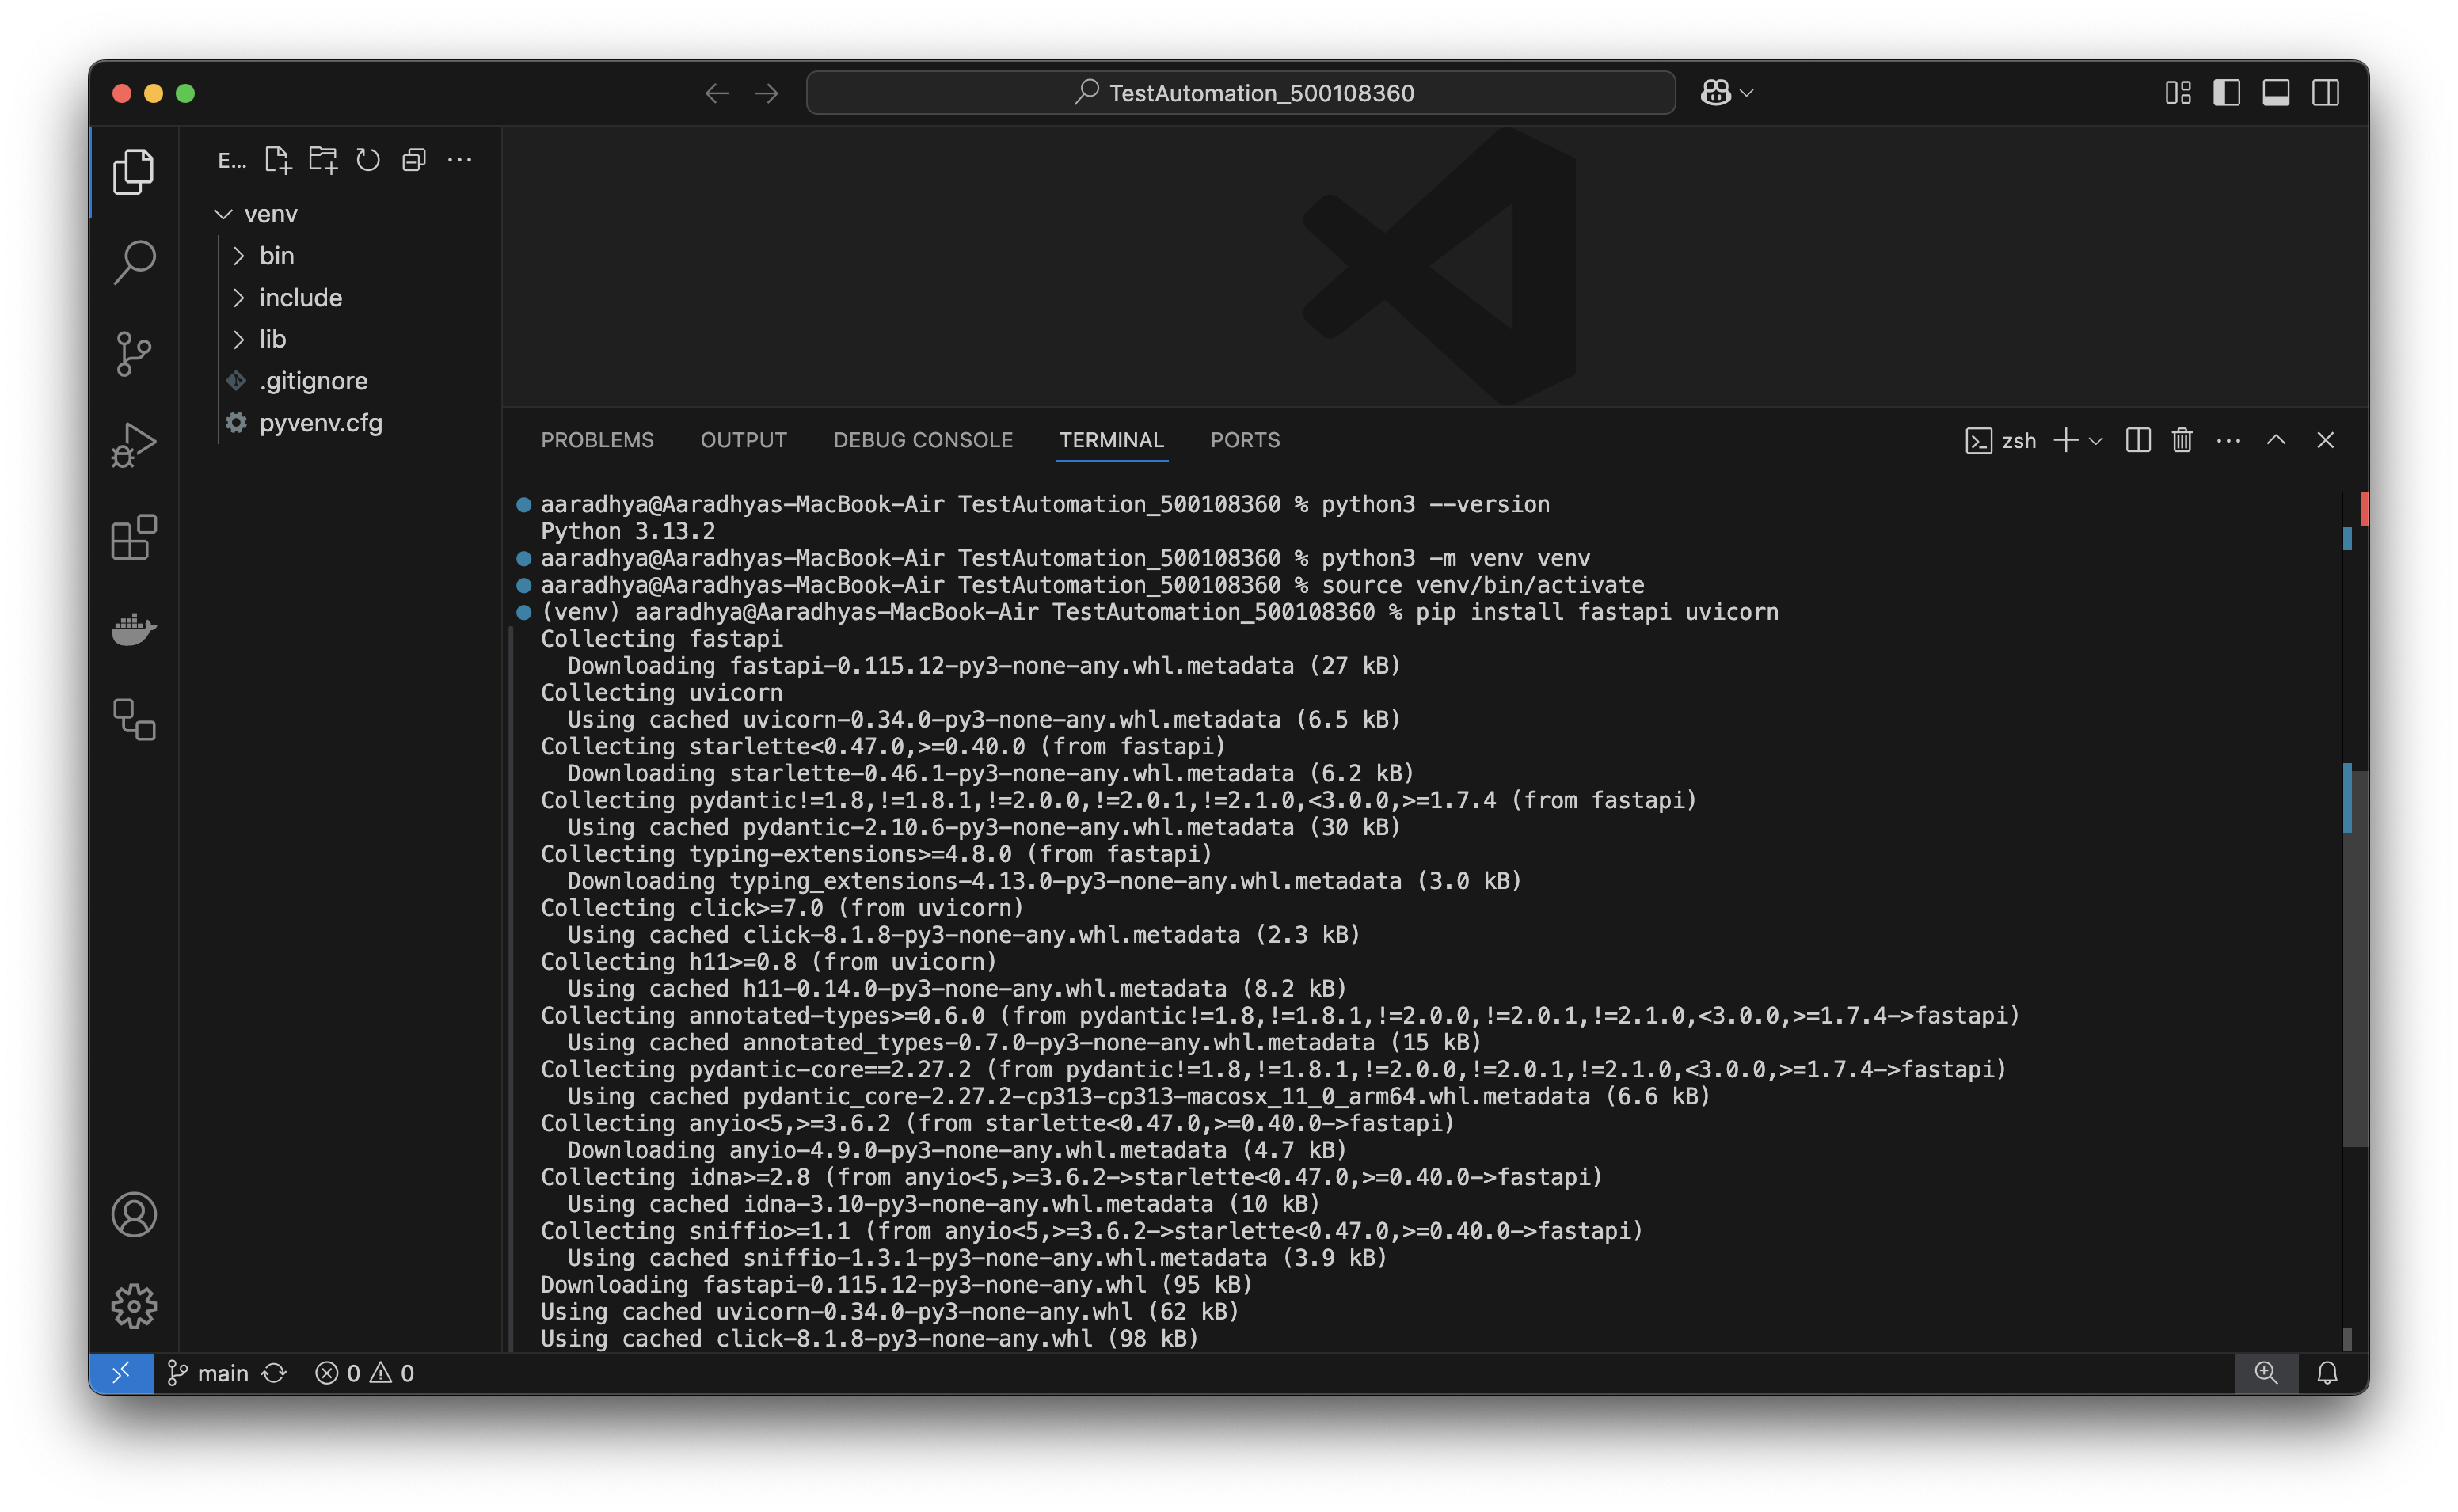 TestAutomation_500108360
E...
venv
bin
include
lib
.gitignore
pyvenv.cfg
PROBLEMS OUTPUT DEBUG CONSOLE TERMINAL PORTS
zsh
aaradhya@Aaradhyas-MacBook-Air TestAutomation_500108360 % python3 --version
Python 3.13.2
aaradhya@Aaradhyas-MacBook-Air TestAutomation_500108360 % python3 -m venv venv
aaradhya@Aaradhyas-MacBook-Air TestAutomation_500108360 % source venv/bin/activate
(venv) aaradhya@Aaradhyas-MacBook-Air TestAutomation_500108360 % pip install fastapi uvicorn
Collecting fastapi
  Downloading fastapi-0.115.12-py3-none-any.whl.metadata (27 kB)
Collecting uvicorn
  Using cached uvicorn-0.34.0-py3-none-any.whl.metadata (6.5 kB)
Collecting starlette<0.47.0,>=0.40.0 (from fastapi)
  Downloading starlette-0.46.1-py3-none-any.whl.metadata (6.2 kB)
Collecting pydantic!=1.8,!=1.8.1,!=2.0.0,!=2.0.1,!=2.1.0,<3.0.0,>=1.7.4 (from fastapi)
  Using cached pydantic-2.10.6-py3-none-any.whl.metadata (30 kB)
Collecting typing-extensions>=4.8.0 (from fastapi)
  Downloading typing_extensions-4.13.0-py3-none-any.whl.metadata (3.0 kB)
Collecting click>=7.0 (from uvicorn)
  Using cached click-8.1.8-py3-none-any.whl.metadata (2.3 kB)
Collecting h11>=0.8 (from uvicorn)
  Using cached h11-0.14.0-py3-none-any.whl.metadata (8.2 kB)
Collecting annotated-types>=0.6.0 (from pydantic!=1.8,!=1.8.1,!=2.0.0,!=2.0.1,!=2.1.0,<3.0.0,>=1.7.4->fastapi)
  Using cached annotated_types-0.7.0-py3-none-any.whl.metadata (15 kB)
Collecting pydantic-core==2.27.2 (from pydantic!=1.8,!=1.8.1,!=2.0.0,!=2.0.1,!=2.1.0,<3.0.0,>=1.7.4->fastapi)
  Using cached pydantic_core-2.27.2-cp313-cp313-macosx_11_0_arm64.whl.metadata (6.6 kB)
Collecting anyio<5,>=3.6.2 (from starlette<0.47.0,>=0.40.0->fastapi)
  Downloading anyio-4.9.0-py3-none-any.whl.metadata (4.7 kB)
Collecting idna>=2.8 (from anyio<5,>=3.6.2->starlette<0.47.0,>=0.40.0->fastapi)
  Using cached idna-3.10-py3-none-any.whl.metadata (10 kB)
Collecting sniffio>=1.1 (from anyio<5,>=3.6.2->starlette<0.47.0,>=0.40.0->fastapi)
  Using cached sniffio-1.3.1-py3-none-any.whl.metadata (3.9 kB)
Downloading fastapi-0.115.12-py3-none-any.whl (95 kB)
Using cached uvicorn-0.34.0-py3-none-any.whl (62 kB)
Using cached click-8.1.8-py3-none-any.whl (98 kB)
main 0 0